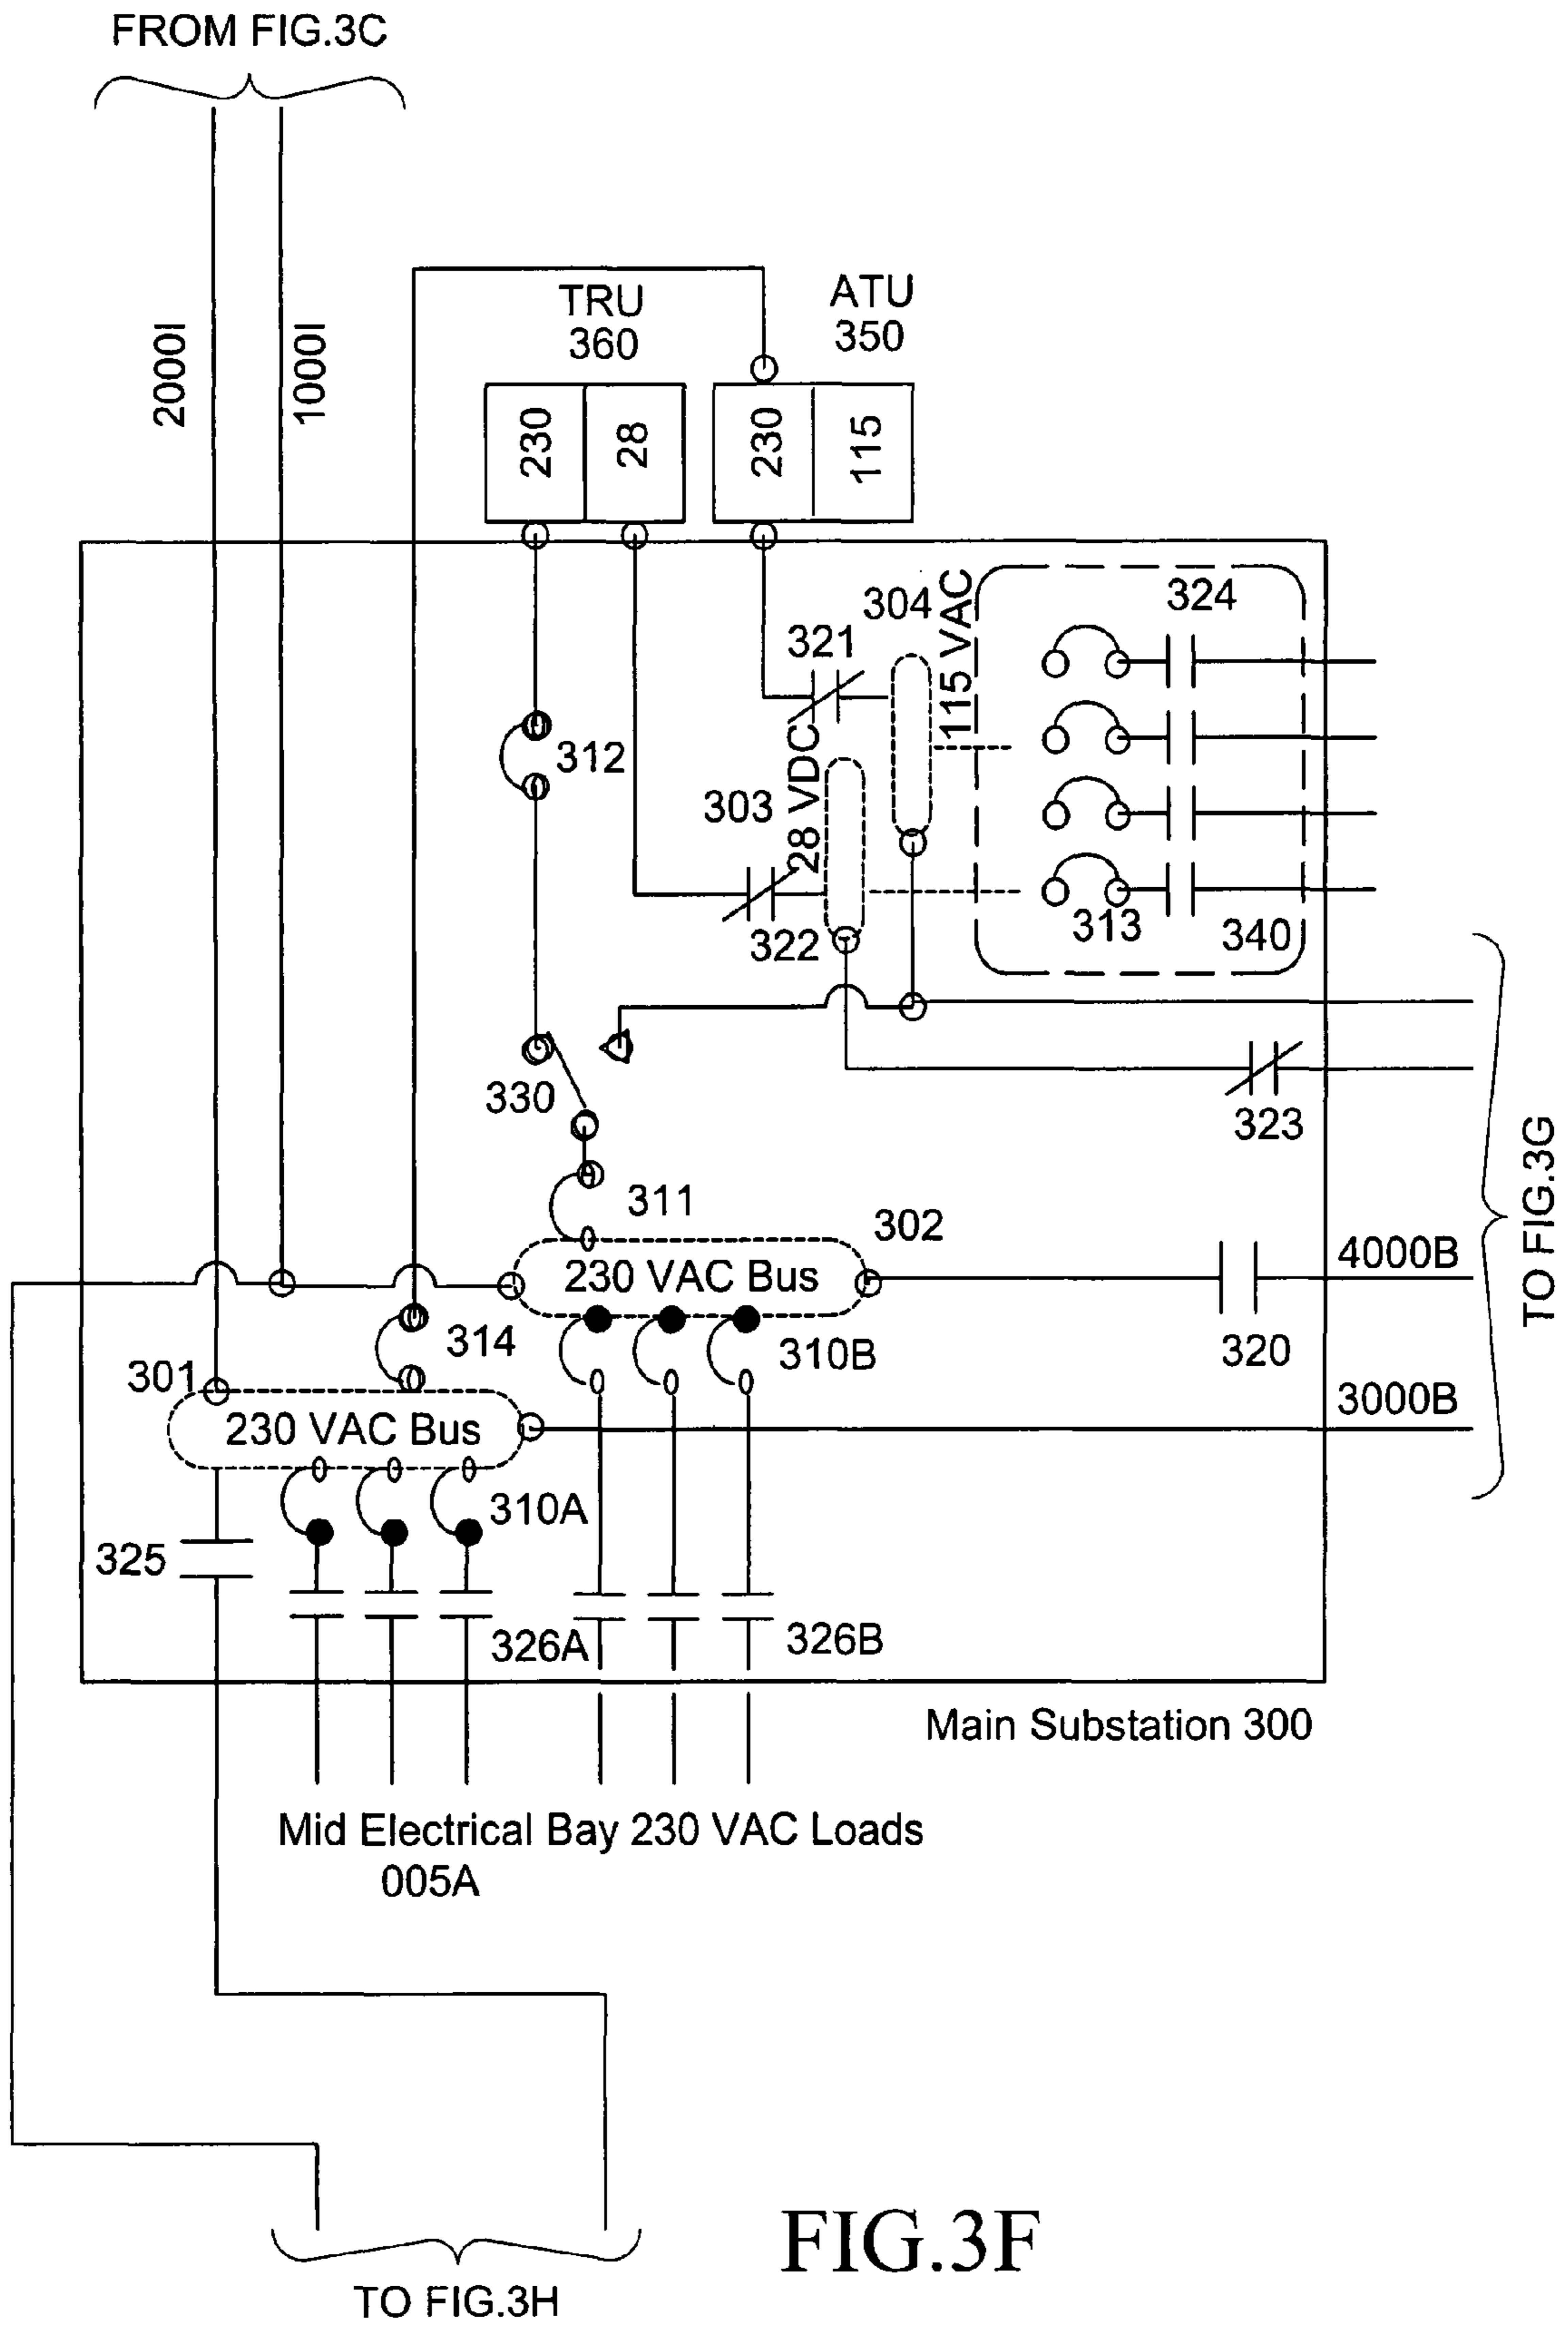 FROM FIG.3C
2000I
1000I
TRU
360
ATU
350
230
28
230
115
304
115 VAC
324
321
312
303
28 VDC
322
313
340
330
323
311
302
230 VAC Bus
4000B
TO FIG.3G
314
310B
320
301
230 VAC Bus
3000B
310A
325
326A
326B
Main Substation 300
Mid Electrical Bay 230 VAC Loads
005A
FIG.3F
TO FIG.3H